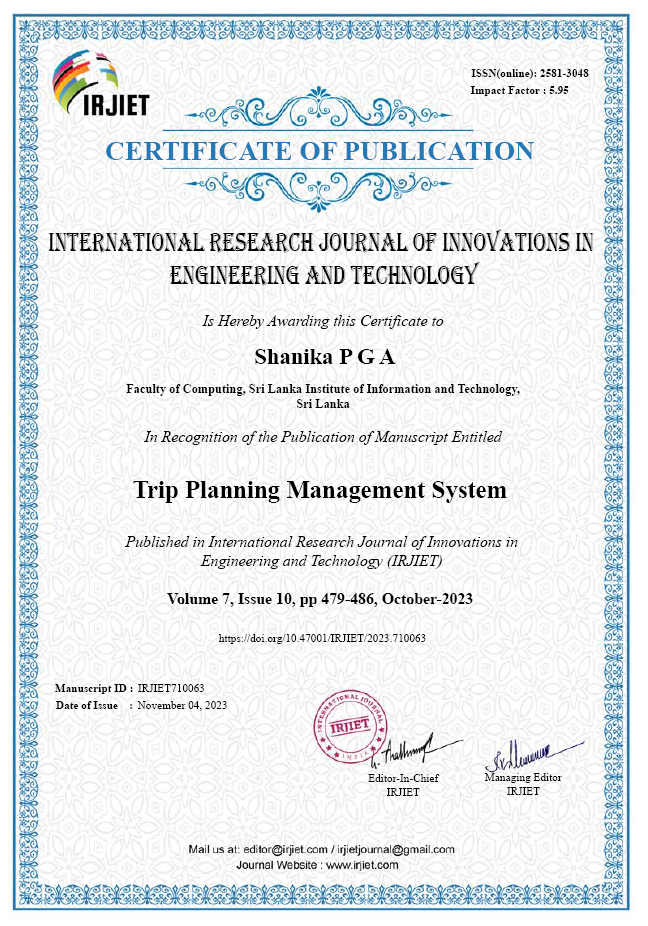 IRJIET
ISSN(online): 2581-3048
Impact Factor : 5.95
CERTIFICATE OF PUBLICATION
INTERNATIONAL RESEARCH JOURNAL OF INNOVATIONS IN
ENGINEERING AND TECHNOLOGY
Is Hereby Awarding this Certificate to
Shanika P G A
Faculty of Computing, Sri Lanka Institute of Information and Technology,
Sri Lanka
In Recognition of the Publication of Manuscript Entitled
Trip Planning Management System
Published in International Research Journal of Innovations in
Engineering and Technology (IRJIET)
Volume 7, Issue 10, pp 479-486, October-2023
https://doi.org/10.47001/IRJIET/2023.710063
Manuscript ID : IRJIET710063
Date of Issue : November 04, 2023
INTERNATIONAL JOURNAL
IRJIET
INDIA
Editor-In-Chief
IRJIET
Managing Editor
IRJIET
Mail us at: editor@irjiet.com / irjietjournal@gmail.com
Journal Website : www.irjiet.com